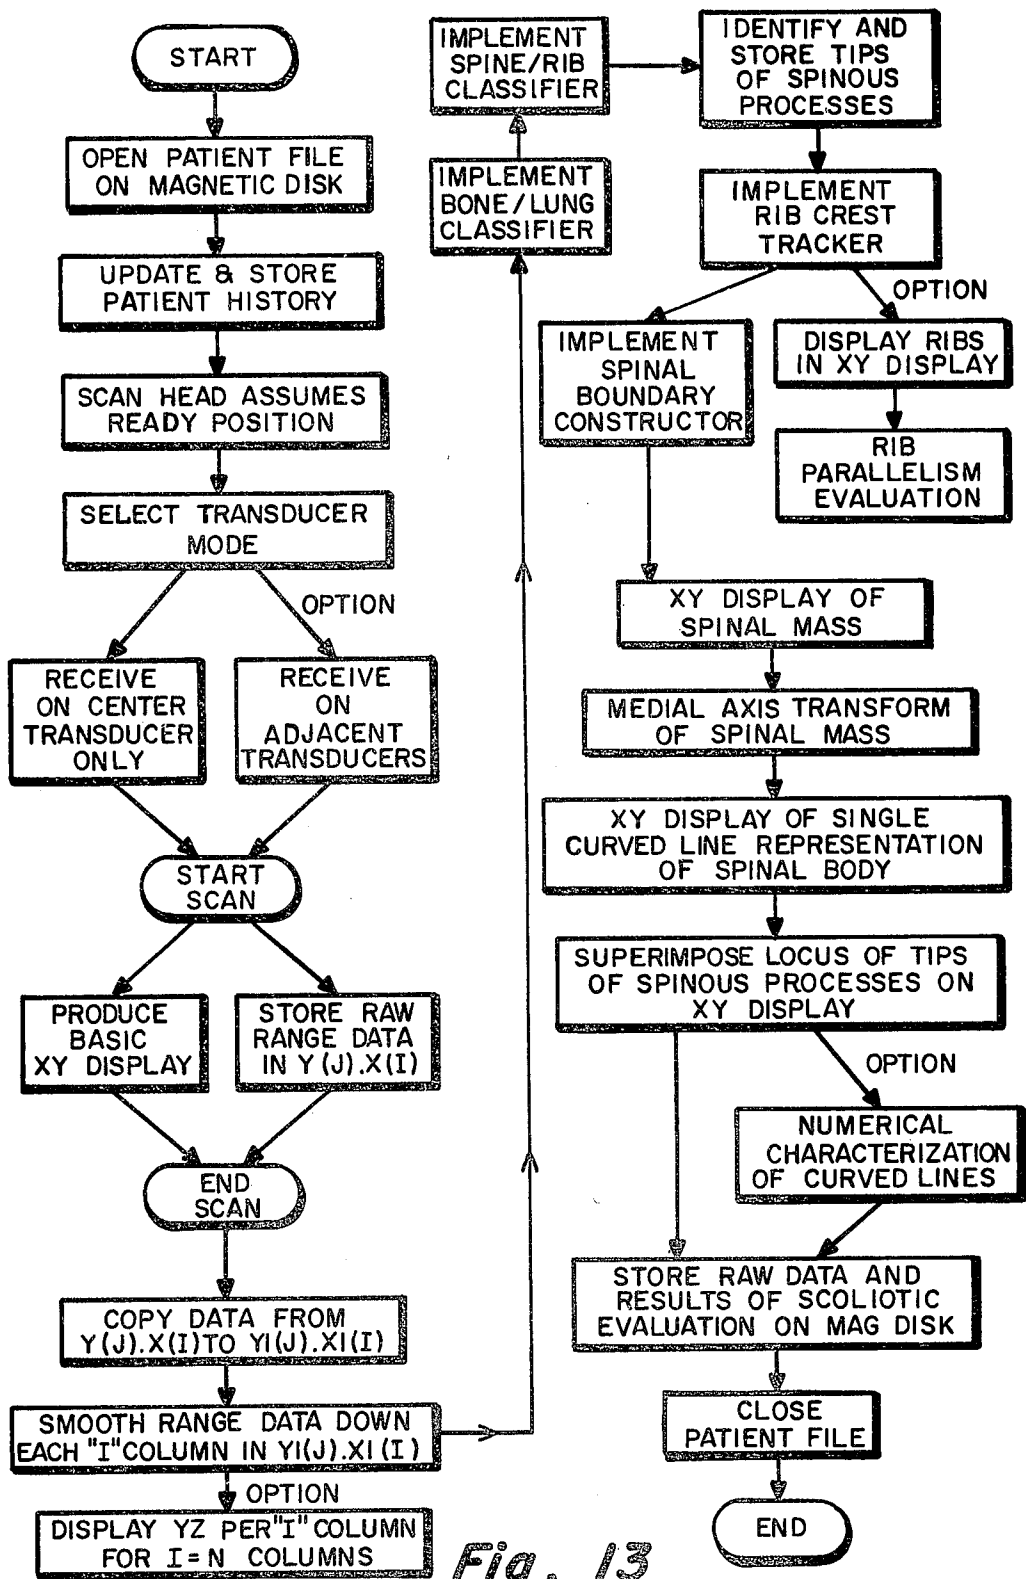 START
OPEN PATIENT FILE
ON MAGNETIC DISK
UPDATE & STORE
PATIENT HISTORY
SCAN HEAD ASSUMES
READY POSITION
SELECT TRANSDUCER
MODE
OPTION
RECEIVE
ON CENTER
TRANSDUCER
ONLY
RECEIVE
ON
ADJACENT
TRANSDUCERS
START
SCAN
PRODUCE
BASIC
XY DISPLAY
STORE RAW
RANGE DATA
IN Y(J).X(I)
END
SCAN
COPY DATA FROM
Y(J).X(I) TO YI(J).XI(I)
SMOOTH RANGE DATA DOWN
EACH "I" COLUMN IN YI(J).XI(I)
OPTION
DISPLAY YZ PER "I" COLUMN
FOR I=N COLUMNS
IMPLEMENT
BONE/LUNG
CLASSIFIER
IMPLEMENT
SPINE/RIB
CLASSIFIER
IDENTIFY AND
STORE TIPS
OF SPINOUS
PROCESSES
IMPLEMENT
RIB CREST
TRACKER
OPTION
IMPLEMENT
SPINAL
BOUNDARY
CONSTRUCTOR
DISPLAY RIBS
IN XY DISPLAY
RIB
PARALLELISM
EVALUATION
XY DISPLAY OF
SPINAL MASS
MEDIAL AXIS TRANSFORM
OF SPINAL MASS
XY DISPLAY OF SINGLE
CURVED LINE REPRESENTATION
OF SPINAL BODY
SUPERIMPOSE LOCUS OF TIPS
OF SPINOUS PROCESSES ON
XY DISPLAY
OPTION
NUMERICAL
CHARACTERIZATION
OF CURVED LINES
STORE RAW DATA AND
RESULTS OF SCOLIOTIC
EVALUATION ON MAG DISK
CLOSE
PATIENT FILE
END
Fig. 13